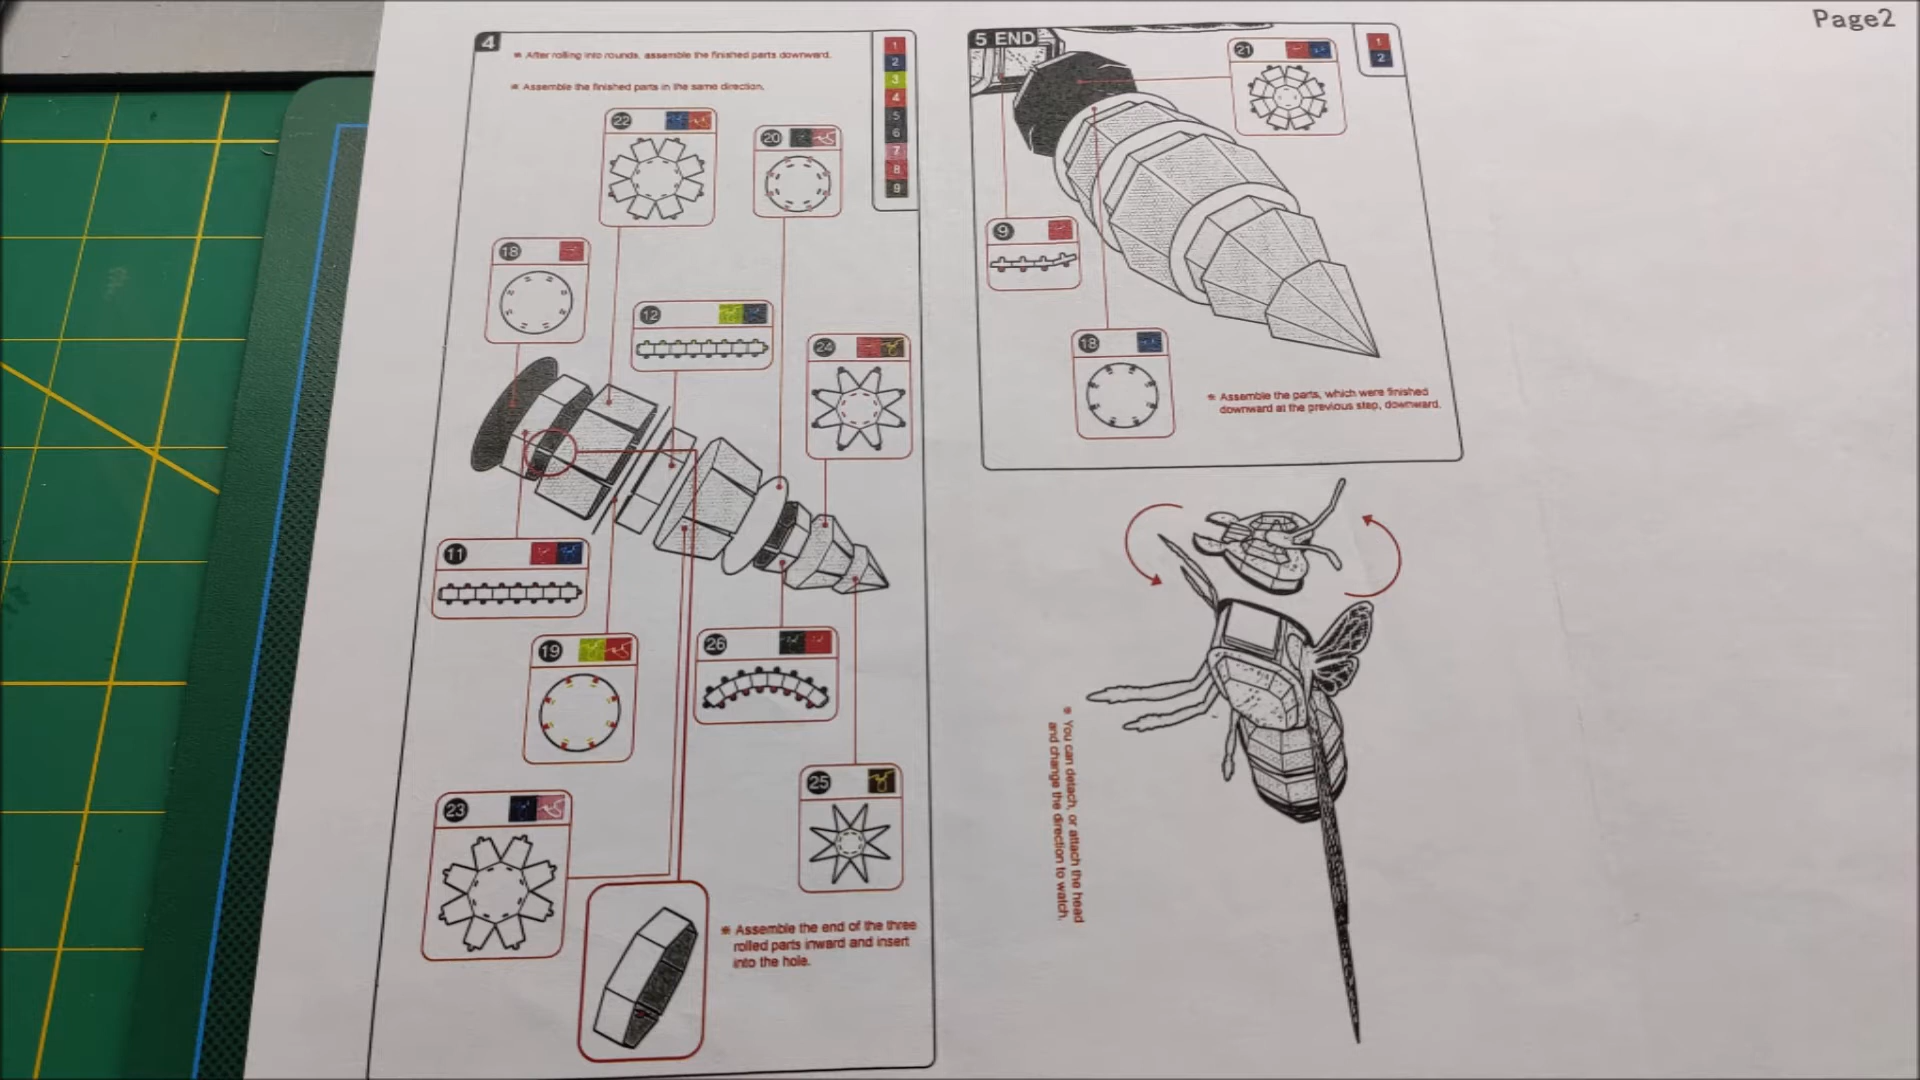 Page2
4
※ After rolling into rounds, assemble the finished parts downward.
※ Assemble the finished parts in the same direction.
1
2
3
4
5
6
7
8
9
22
20
18
12
24
11
19
26
23
25
※ Assemble the end of the three
rolled parts inward and insert
into the hole.
5 END
1
2
21
9
18
※ Assemble the parts, which were finished
downward at the previous step, downward.
※ You can detach, or attach the head
and change the direction to watch.